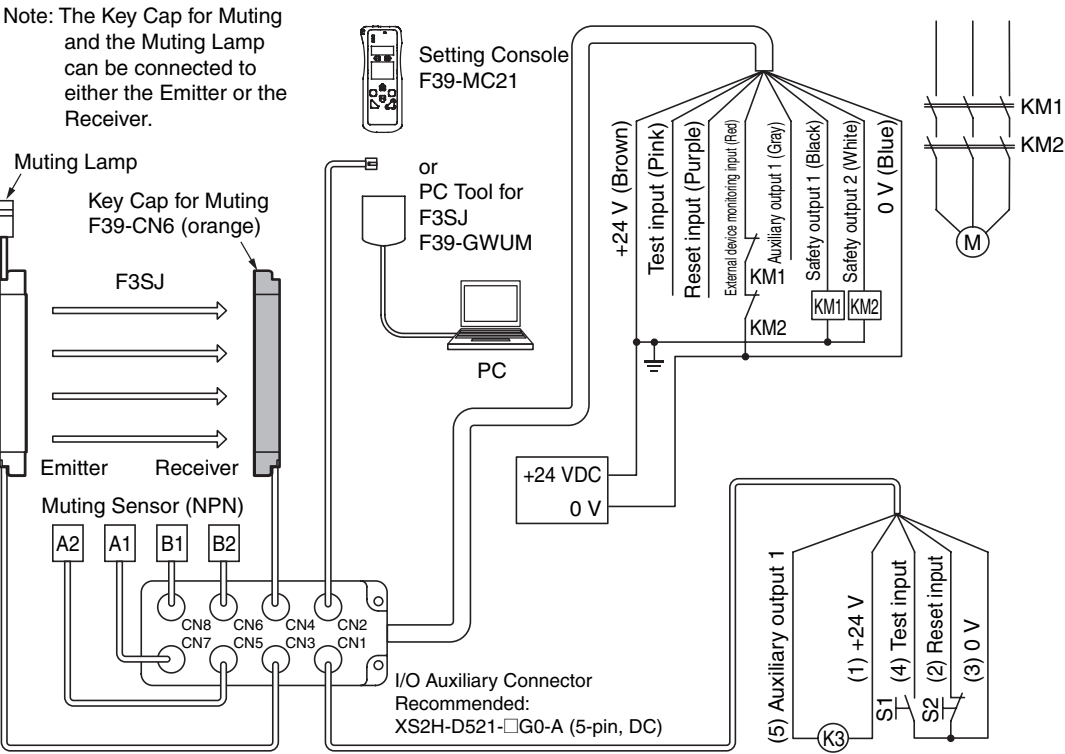 Note: The Key Cap for Muting
and the Muting Lamp
can be connected to
either the Emitter or the
Receiver.
Setting Console
F39-MC21
or
PC Tool for
F3SJ
F39-GWUM
PC
Muting Lamp
Key Cap for Muting
F39-CN6 (orange)
F3SJ
Emitter
Receiver
Muting Sensor (NPN)
A2
A1
B1
B2
CN8
CN6
CN4
CN2
CN7
CN5
CN3
CN1
I/O Auxiliary Connector
Recommended:
XS2H-D521-□G0-A (5-pin, DC)
+24 V (Brown)
Test input (Pink)
Reset input (Purple)
External device monitoring input (Red)
Auxiliary output 1 (Gray)
Safety output 1 (Black)
Safety output 2 (White)
0 V (Blue)
KM1
KM2
KM1
KM2
KM1
KM2
M
+24 VDC
0 V
(5) Auxiliary output 1
(1) +24 V
(4) Test input
(2) Reset input
(3) 0 V
S1
S2
K3